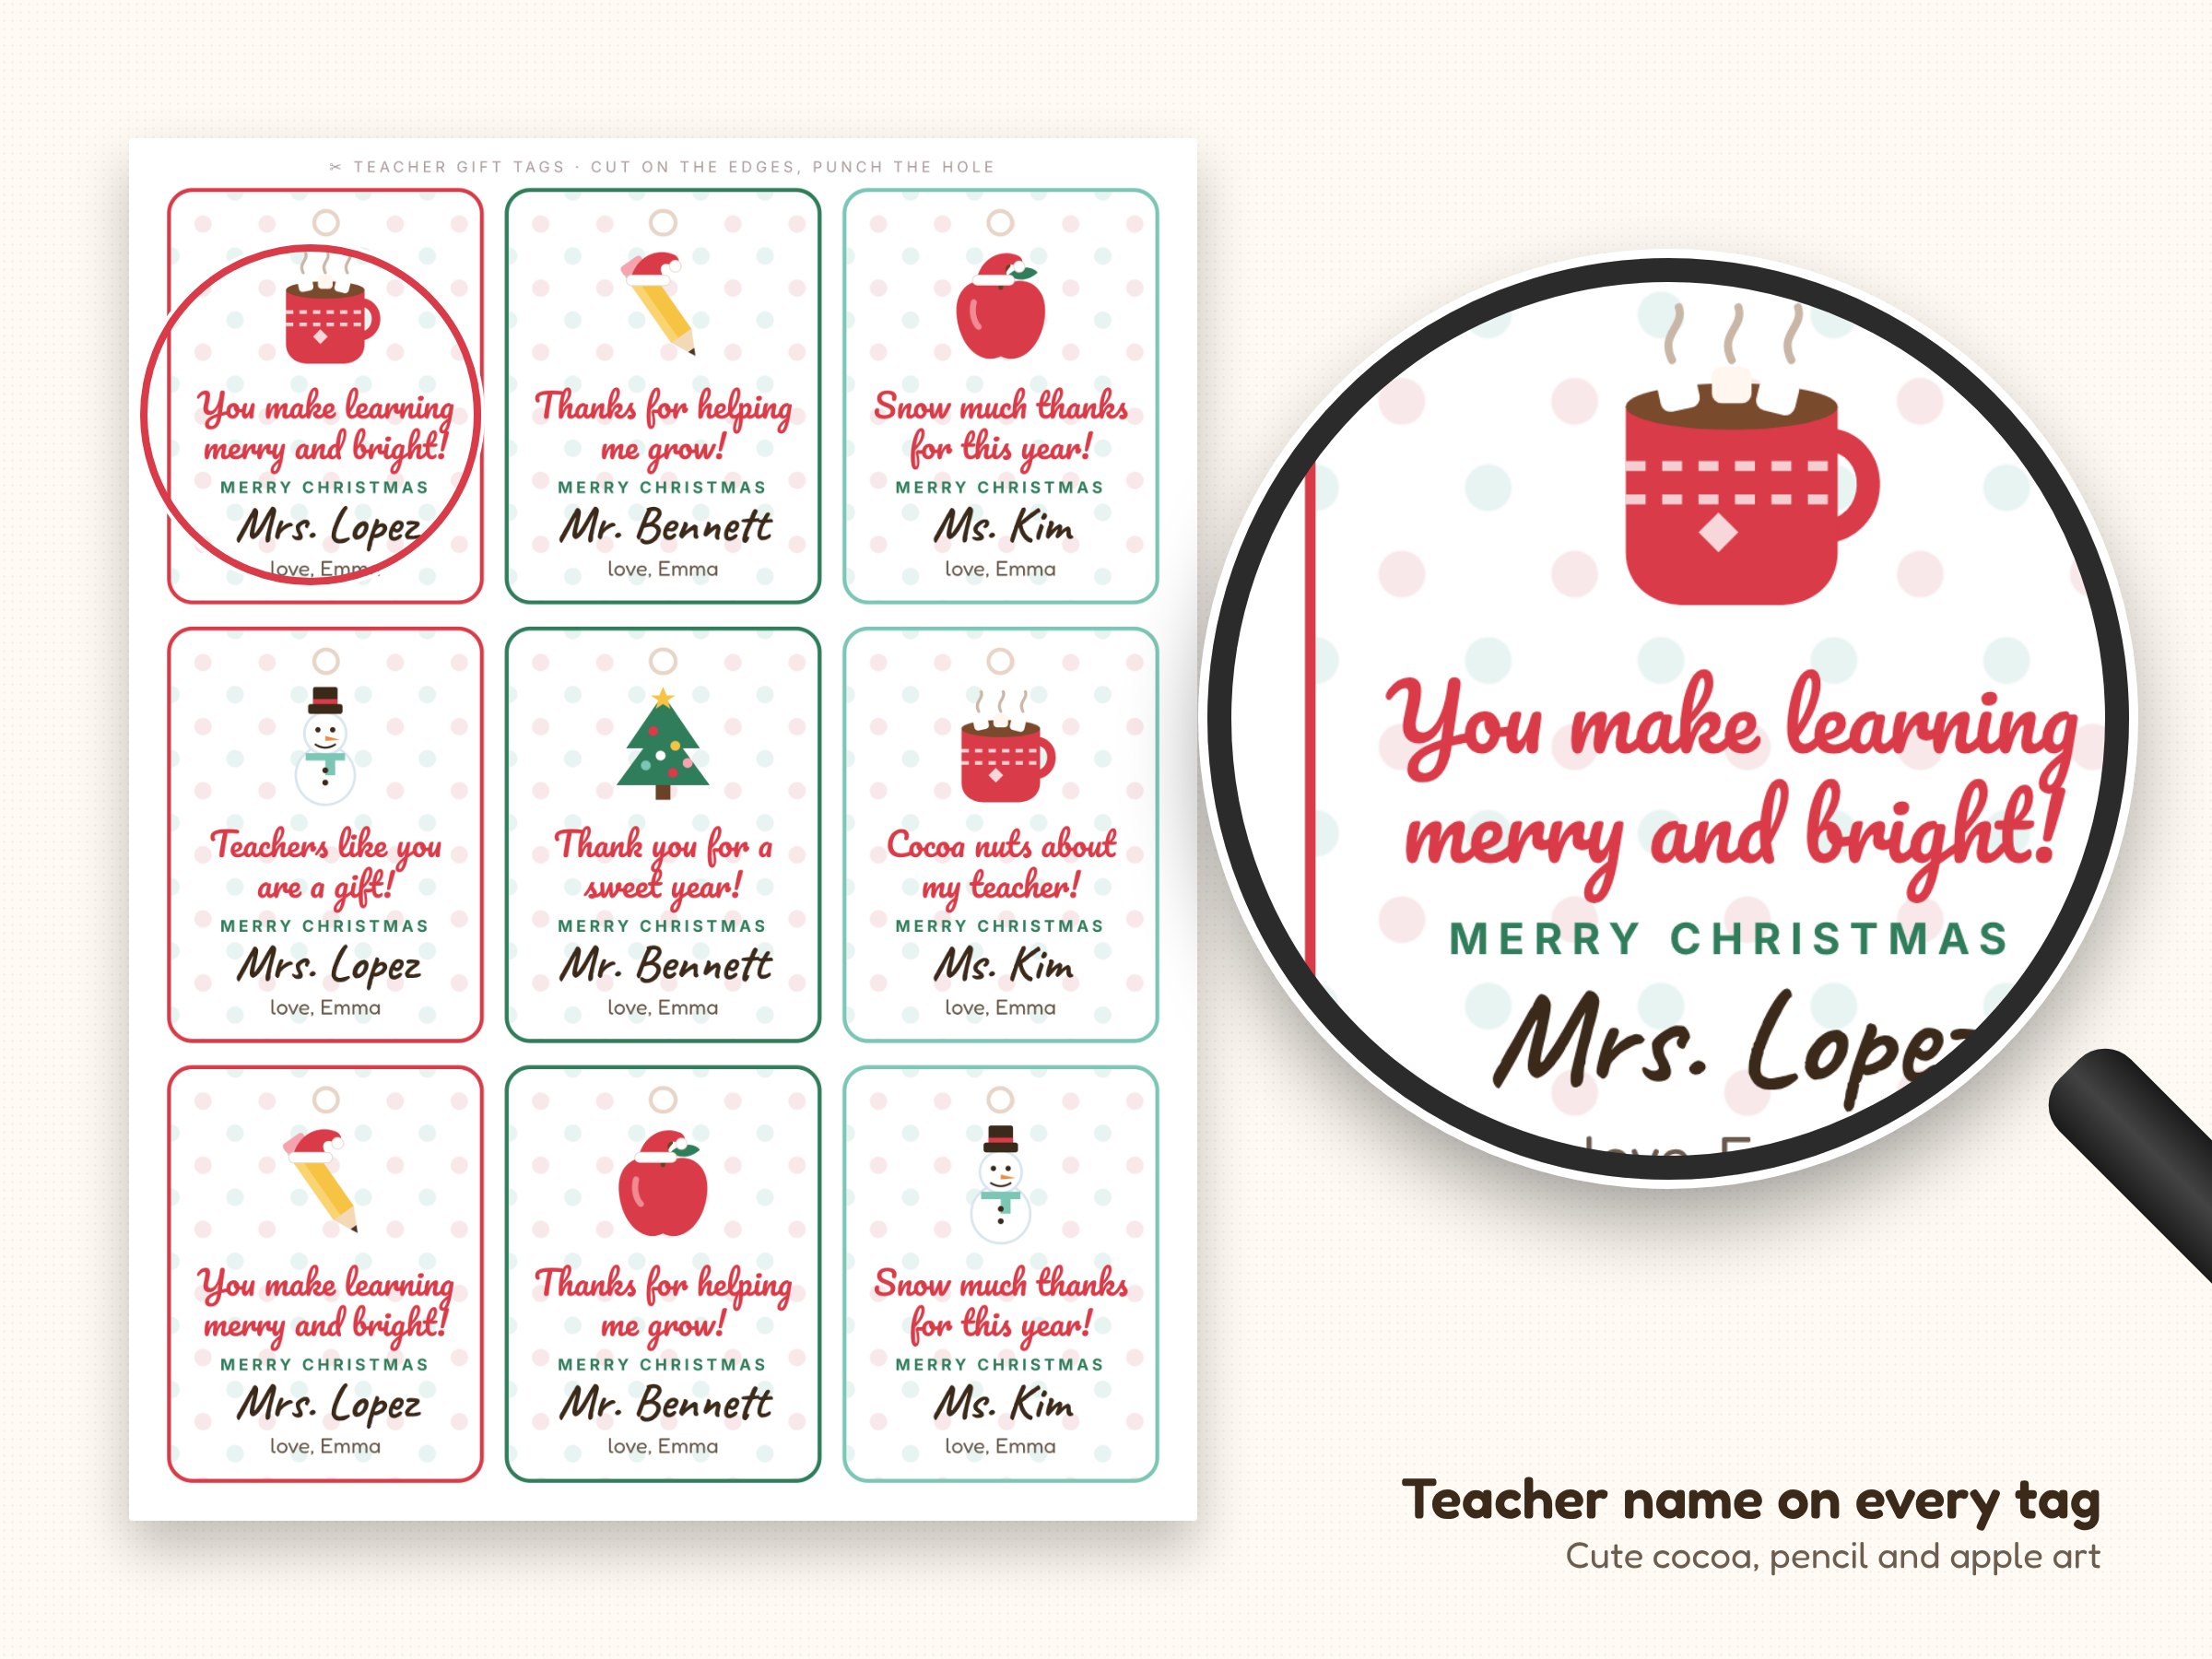 ✂ TEACHER GIFT TAGS · CUT ON THE EDGES, PUNCH THE HOLE
You make learning
merry and bright!
MERRY CHRISTMAS
Mrs. Lopez
love, Emma
Thanks for helping
me grow!
MERRY CHRISTMAS
Mr. Bennett
love, Emma
Snow much thanks
for this year!
MERRY CHRISTMAS
Ms. Kim
love, Emma
Teachers like you
are a gift!
MERRY CHRISTMAS
Mrs. Lopez
love, Emma
Thank you for a
sweet year!
MERRY CHRISTMAS
Mr. Bennett
love, Emma
Cocoa nuts about
my teacher!
MERRY CHRISTMAS
Ms. Kim
love, Emma
You make learning
merry and bright!
MERRY CHRISTMAS
Mrs. Lopez
love, Emma
Thanks for helping
me grow!
MERRY CHRISTMAS
Mr. Bennett
love, Emma
Snow much thanks
for this year!
MERRY CHRISTMAS
Ms. Kim
love, Emma
You make learning
merry and bright!
MERRY CHRISTMAS
Mrs. Lopez
love, E
Teacher name on every tag
Cute cocoa, pencil and apple art